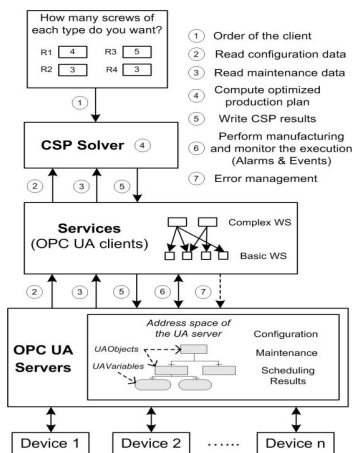 How many screws of
each type do you want?
R1 4 R3 5
R2 3 R4 3
1 Order of the client
2 Read configuration data
3 Read maintenance data
4 Compute optimized
production plan
5 Write CSP results
6 Perform manufacturing
and monitor the execution
(Alarms & Events)
7 Error management
1
CSP Solver 4
2 3 5
Services
(OPC UA clients)
Complex WS
Basic WS
2 3 5 6 7
OPC UA
Servers
Address space of
the UA server
UAObjects
UAVariables
Configuration
Maintenance
Scheduling
Results
Device 1 Device 2 ...... Device n